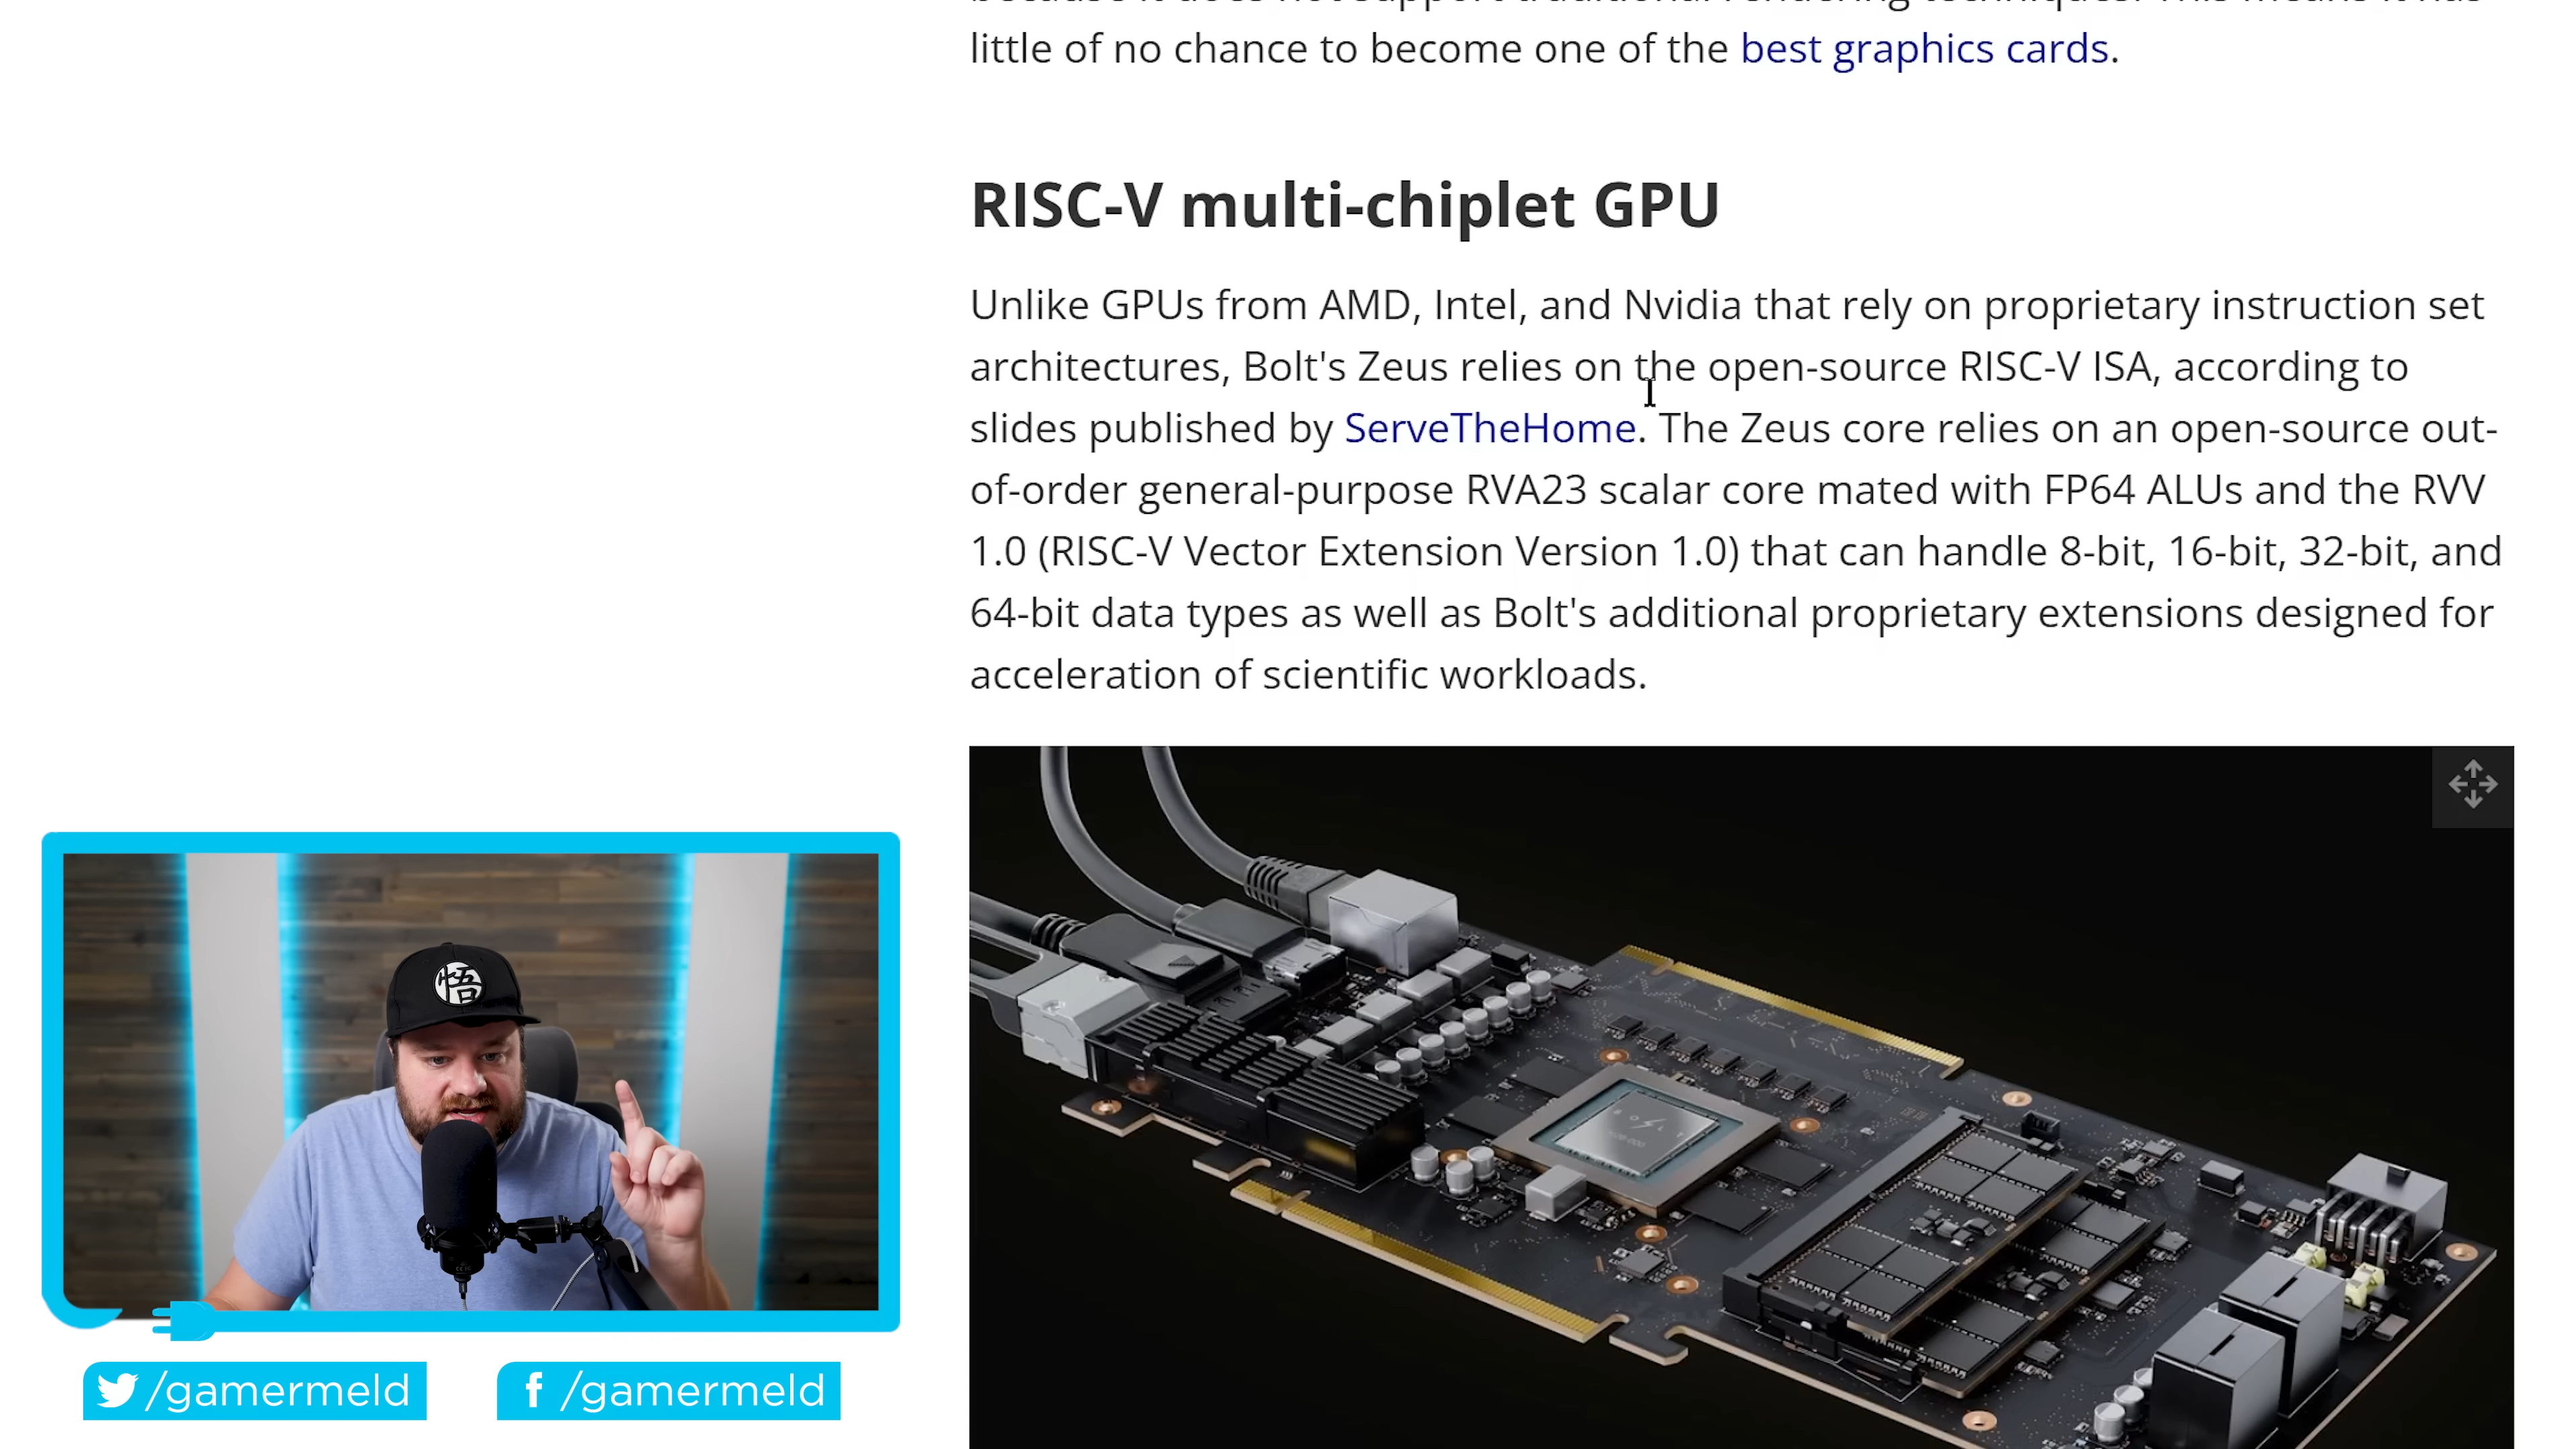 little of no chance to become one of the best graphics cards.
RISC-V multi-chiplet GPU
Unlike GPUs from AMD, Intel, and Nvidia that rely on proprietary instruction set
architectures, Bolt's Zeus relies on the open-source RISC-V ISA, according to
slides published by ServeTheHome. The Zeus core relies on an open-source out-
of-order general-purpose RVA23 scalar core mated with FP64 ALUs and the RVV
1.0 (RISC-V Vector Extension Version 1.0) that can handle 8-bit, 16-bit, 32-bit, and
64-bit data types as well as Bolt's additional proprietary extensions designed for
acceleration of scientific workloads.
悟
/gamermeld
/gamermeld